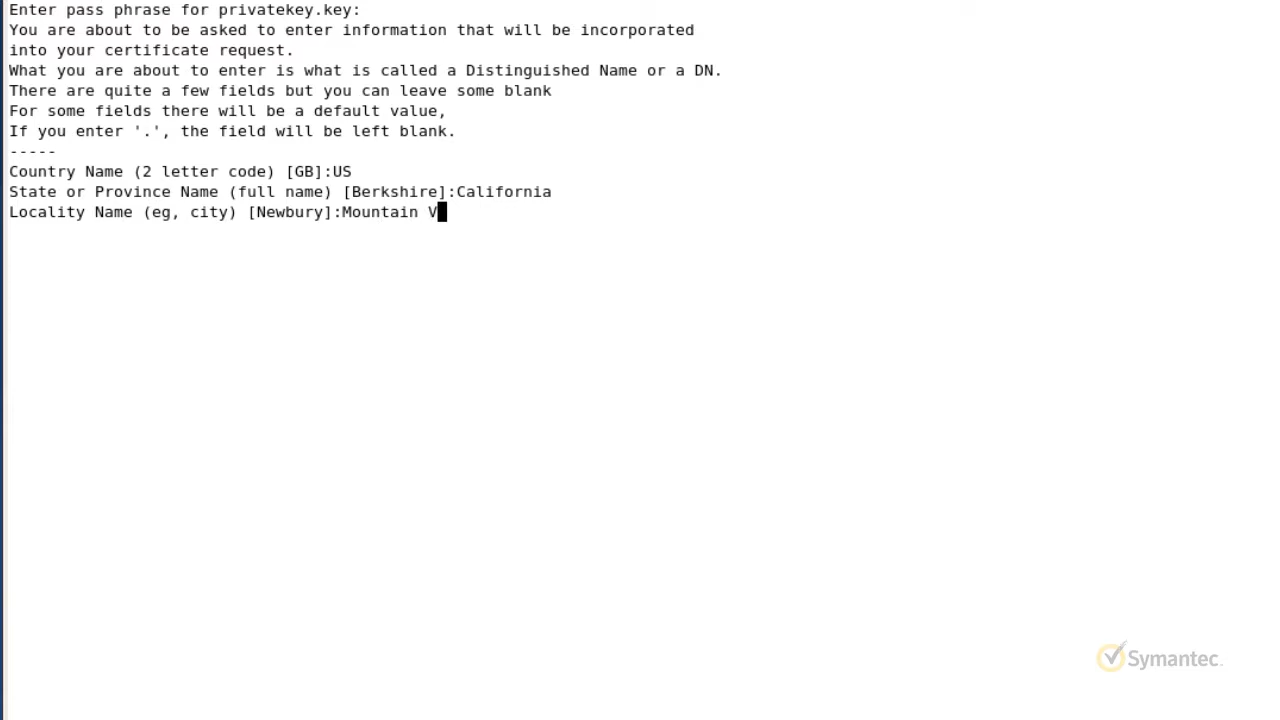 Enter pass phrase for privatekey.key:
You are about to be asked to enter information that will be incorporated
into your certificate request.
What you are about to enter is what is called a Distinguished Name or a DN.
There are quite a few fields but you can leave some blank
For some fields there will be a default value,
If you enter '.', the field will be left blank.
-----
Country Name (2 letter code) [GB]:US
State or Province Name (full name) [Berkshire]:California
Locality Name (eg, city) [Newbury]:Mountain V
Symantec.